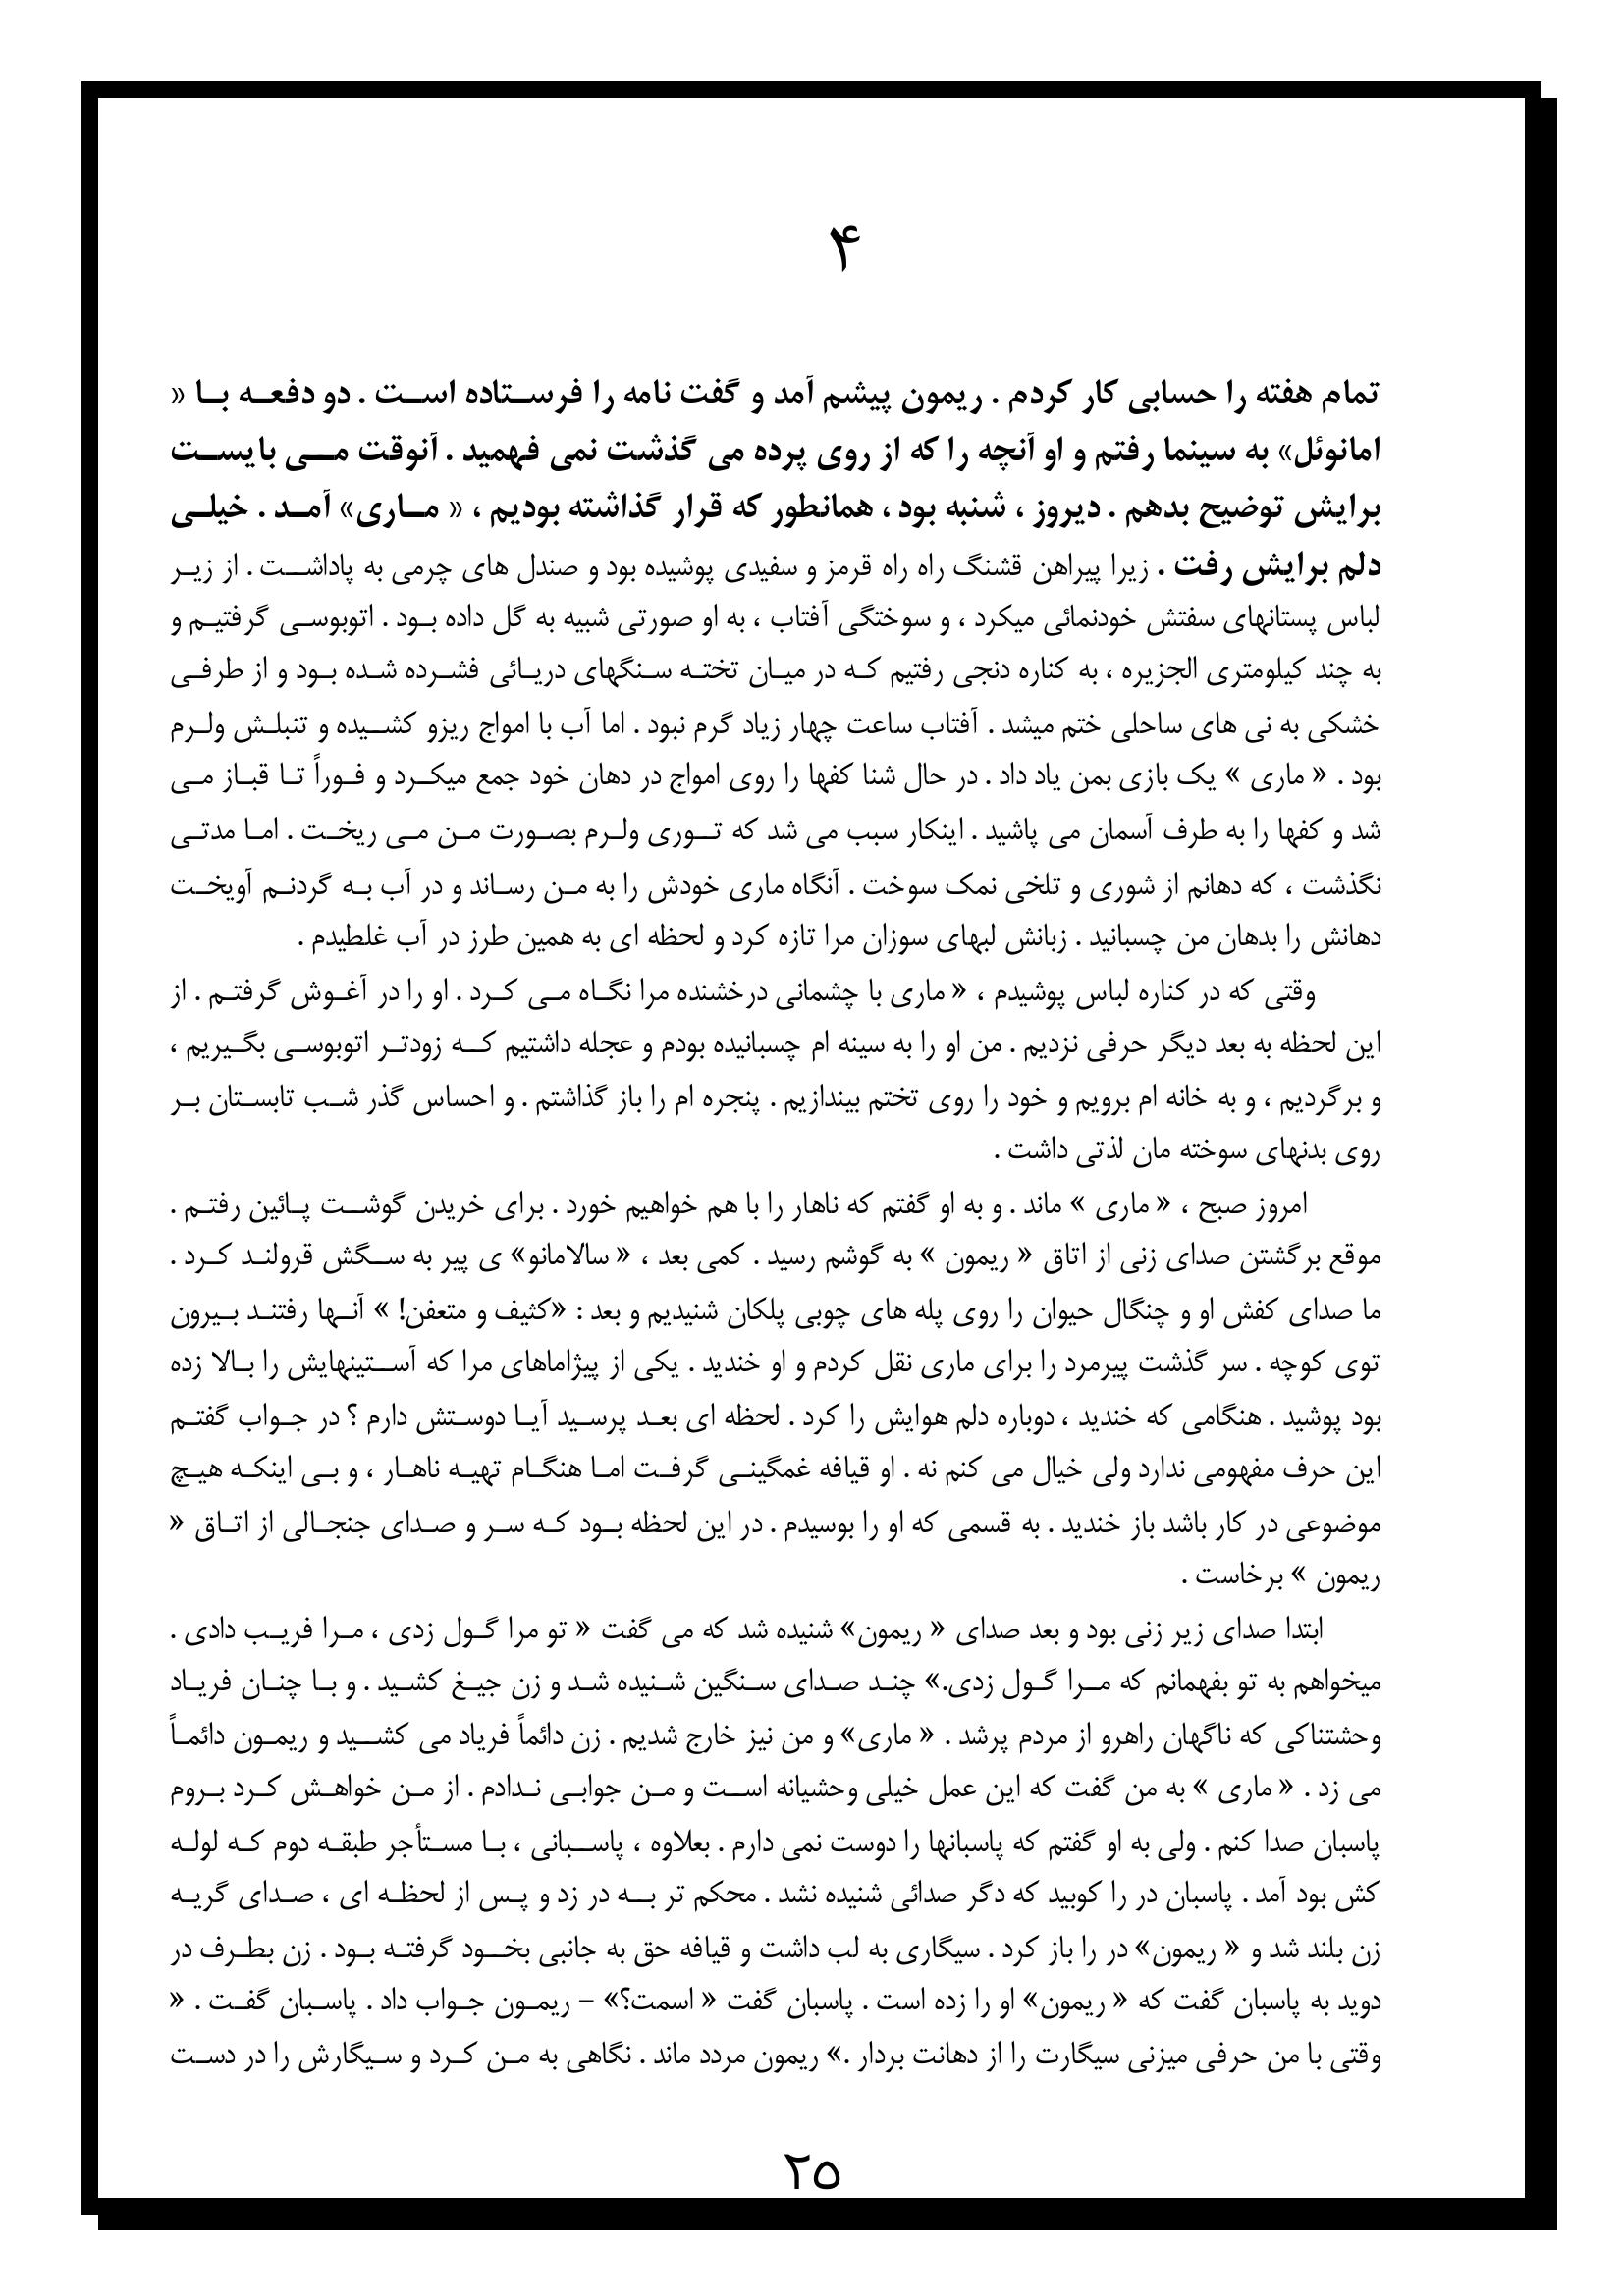 ۴
تمام هفته را حسابی کار کردم . ریمون پیشم آمد و گفت نامه را فرستاده است . دو دفعه با «
امانوئل» به سینما رفتم و او آنچه را که از روی پرده می گذشت نمی فهمید . آنوقت می بایست
برایش توضیح بدهم . دیروز ، شنبه بود ، همانطور که قرار گذاشته بودیم ، « ماری» آمد . خیلی
دلم برایش رفت . زیرا پیراهن قشنگ راه راه قرمز و سفیدی پوشیده بود و صندل های چرمی به پاداشت . از زیر
لباس پستانهای سفتش خودنمائی میکرد ، و سوختگی آفتاب ، به او صورتی شبیه به گل داده بود . اتوبوسی گرفتیم و
به چند کیلومتری الجزیره ، به کناره دنجی رفتیم که در میان تخته سنگهای دریائی فشرده شده بود و از طرفی
خشکی به نی های ساحلی ختم میشد . آفتاب ساعت چهار زیاد گرم نبود . اما آب با امواج ریزو کشیده و تنبلش ولرم
بود . « ماری » یک بازی بمن یاد داد . در حال شنا کفها را روی امواج در دهان خود جمع میکرد و فوراً تا قباز می
شد و کفها را به طرف آسمان می پاشید . اینکار سبب می شد که توری ولرم بصورت من می ریخت . اما مدتی
نگذشت ، که دهانم از شوری و تلخی نمک سوخت . آنگاه ماری خودش را به من رساند و در آب به گردنم آویخت
دهانش را بدهان من چسبانید . زبانش لبهای سوزان مرا تازه کرد و لحظه ای به همین طرز در آب غلطیدم .
وقتی که در کناره لباس پوشیدم ، « ماری با چشمانی درخشنده مرا نگاه می کرد . او را در آغوش گرفتم . از
این لحظه به بعد دیگر حرفی نزدیم . من او را به سینه ام چسبانیده بودم و عجله داشتیم که زودتر اتوبوسی بگیریم ،
و برگردیم ، و به خانه ام برویم و خود را روی تختم بیندازیم . پنجره ام را باز گذاشتم . و احساس گذر شب تابستان بر
روی بدنهای سوخته مان لذتی داشت .
امروز صبح ، « ماری » ماند . و به او گفتم که ناهار را با هم خواهیم خورد . برای خریدن گوشت پائین رفتم .
موقع برگشتن صدای زنی از اتاق « ریمون » به گوشم رسید . کمی بعد ، « سالامانو» ی پیر به سگش قرولند کرد .
ما صدای کفش او و چنگال حیوان را روی پله های چوبی پلکان شنیدیم و بعد : «کثیف و متعفن! » آنها رفتند بیرون
توی کوچه . سر گذشت پیرمرد را برای ماری نقل کردم و او خندید . یکی از پیژاماهای مرا که آستینهایش را بالا زده
بود پوشید . هنگامی که خندید ، دوباره دلم هوایش را کرد . لحظه ای بعد پرسید آیا دوستش دارم ؟ در جواب گفتم
این حرف مفهومی ندارد ولی خیال می کنم نه . او قیافه غمگینی گرفت اما هنگام تهیه ناهار ، و بی اینکه هیچ
موضوعی در کار باشد باز خندید . به قسمی که او را بوسیدم . در این لحظه بود که سر و صدای جنجالی از اتاق «
ریمون » برخاست .
ابتدا صدای زیر زنی بود و بعد صدای « ریمون» شنیده شد که می گفت « تو مرا گول زدی ، مرا فریب دادی .
میخواهم به تو بفهمانم که مرا گول زدی.» چند صدای سنگین شنیده شد و زن جیغ کشید . و با چنان فریاد
وحشتناکی که ناگهان راهرو از مردم پرشد . « ماری» و من نیز خارج شدیم . زن دائماً فریاد می کشید و ریمون دائماً
می زد . « ماری » به من گفت که این عمل خیلی وحشیانه است و من جوابی ندادم . از من خواهش کرد بروم
پاسبان صدا کنم . ولی به او گفتم که پاسبانها را دوست نمی دارم . بعلاوه ، پاسبانی ، با مستأجر طبقه دوم که لوله
کش بود آمد . پاسبان در را کوبید که دگر صدائی شنیده نشد . محکم تر به در زد و پس از لحظه ای ، صدای گریه
زن بلند شد و « ریمون» در را باز کرد . سیگاری به لب داشت و قیافه حق به جانبی بخود گرفته بود . زن بطرف در
دوید به پاسبان گفت که « ریمون» او را زده است . پاسبان گفت « اسمت؟» – ریمون جواب داد . پاسبان گفت . «
وقتی با من حرفی میزنی سیگارت را از دهانت بردار .» ریمون مردد ماند . نگاهی به من کرد و سیگارش را در دست
۲۵